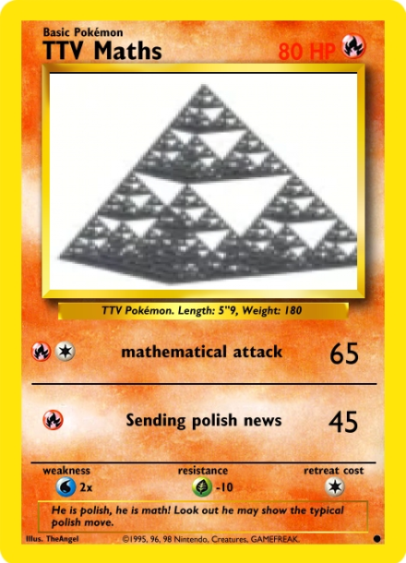 Basic Pokémon
TTV Maths 80 HP
TTV Pokémon. Length: 5"9, Weight: 180
mathematical attack 65
Sending polish news 45
weakness resistance retreat cost
2x -10
He is polish, he is math! Look out he may show the typical
polish move.
Illus. TheAngel ©1995, 96, 98 Nintendo, Creatures, GAMEFREAK.